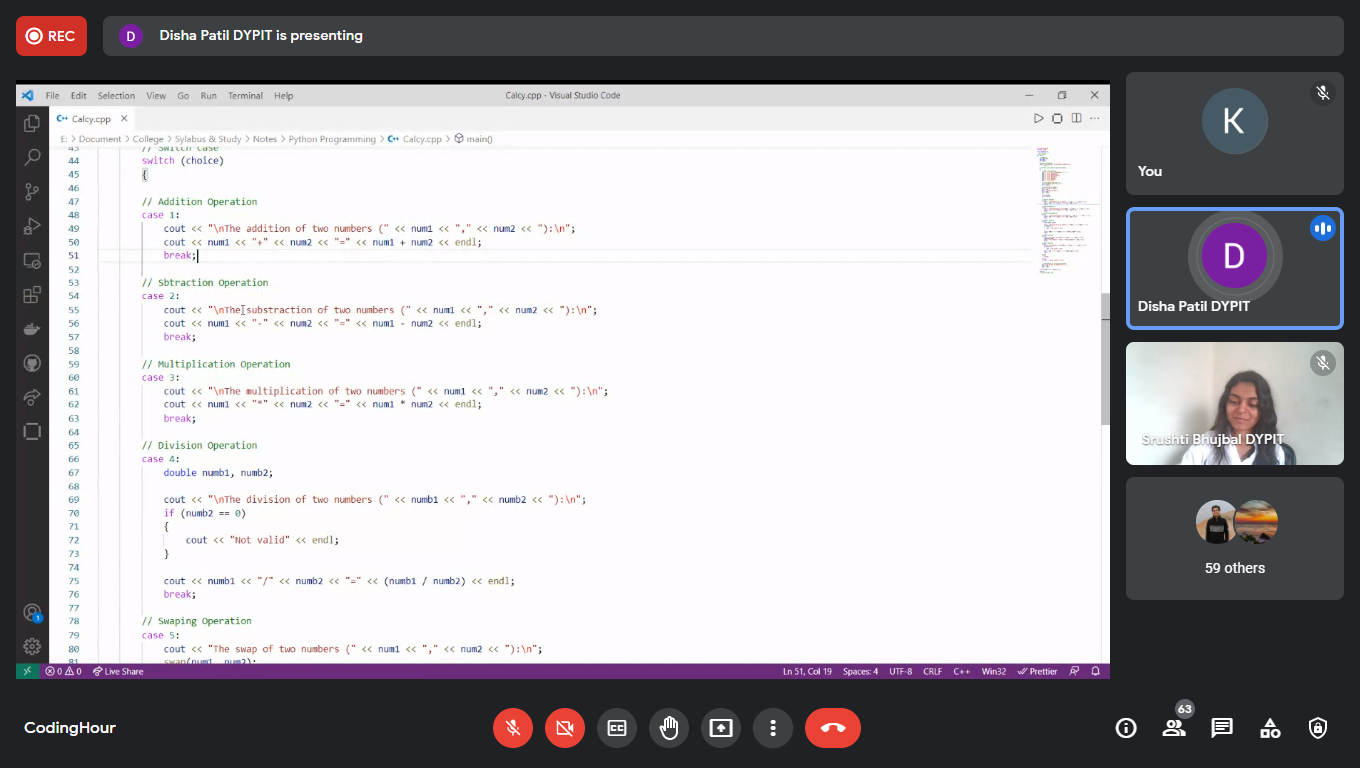 REC
D
Disha Patil DYPIT is presenting
File Edit Selection View Go Run Terminal Help
Calcy.cpp - Visual Studio Code
C++ Calcy.cpp ×
E: > Document > College > Sylabus & Study > Notes > Python Programming > C++ Calcy.cpp > main()
43 // Switch case
44 switch (choice)
45 {
46
47 // Addition Operation
48 case 1:
49 cout << "\nThe addition of two numbers (" << num1 << "," << num2 << "):\n";
50 cout << num1 << "+" << num2 << "=" << num1 + num2 << endl;
51 break;
52
53 // Sbtraction Operation
54 case 2:
55 cout << "\nThe substraction of two numbers (" << num1 << "," << num2 << "):\n";
56 cout << num1 << "-" << num2 << "=" << num1 - num2 << endl;
57 break;
58
59 // Multiplication Operation
60 case 3:
61 cout << "\nThe multiplication of two numbers (" << num1 << "," << num2 << "):\n";
62 cout << num1 << "*" << num2 << "=" << num1 * num2 << endl;
63 break;
64
65 // Division Operation
66 case 4:
67 double numb1, numb2;
68
69 cout << "\nThe division of two numbers (" << numb1 << "," << numb2 << "):\n";
70 if (numb2 == 0)
71 {
72 cout << "Not valid" << endl;
73 }
74
75 cout << numb1 << "/" << numb2 << "=" << (numb1 / numb2) << endl;
76 break;
77
78 // Swaping Operation
79 case 5:
80 cout << "The swap of two numbers (" << num1 << "," << num2 << "):\n";
81 swap(num1, num2);
1
0 0 Live Share
Ln 51, Col 19 Spaces: 4 UTF-8 CRLF C++ Win32 Prettier
K
You
D
Disha Patil DYPIT
Srushti Bhujbal DYPIT
59 others
CodingHour
CC
63